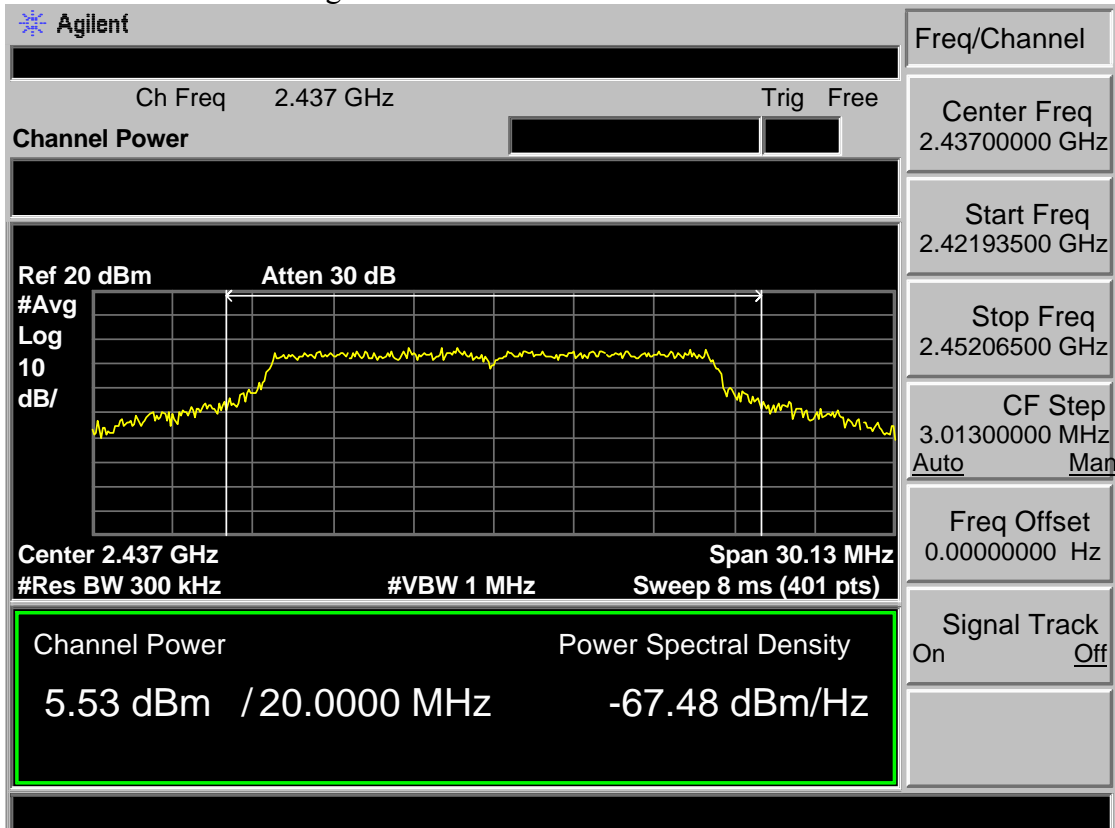 Agilent
Freq/Channel
Ch Freq 2.437 GHz Trig Free
Channel Power
Center Freq
2.43700000 GHz
Start Freq
2.42193500 GHz
Stop Freq
2.45206500 GHz
CF Step
3.01300000 MHz
Auto Man
Freq Offset
0.00000000 Hz
Signal Track
On Off
Ref 20 dBm Atten 30 dB
#Avg
Log
10
dB/
Center 2.437 GHz Span 30.13 MHz
#Res BW 300 kHz #VBW 1 MHz Sweep 8 ms (401 pts)
Channel Power Power Spectral Density
5.53 dBm / 20.0000 MHz -67.48 dBm/Hz